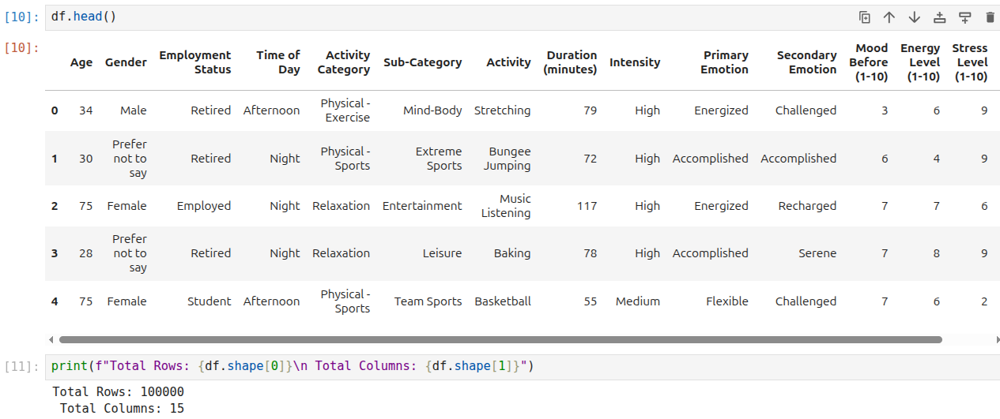 [10]: df.head()
[10]:
Age Gender Employment Status Time of Day Activity Category Sub-Category Activity Duration (minutes) Intensity Primary Emotion Secondary Emotion Mood Before (1-10) Energy Level (1-10) Stress Level (1-10)
0 34 Male Retired Afternoon Physical - Exercise Mind-Body Stretching 79 High Energized Challenged 3 6 9
1 30 Prefer not to say Retired Night Physical - Sports Extreme Sports Bungee Jumping 72 High Accomplished Accomplished 6 4 9
2 75 Female Employed Night Relaxation Entertainment Music Listening 117 High Energized Recharged 7 7 6
3 28 Prefer not to say Retired Night Relaxation Leisure Baking 78 High Accomplished Serene 7 8 9
4 75 Female Student Afternoon Physical - Sports Team Sports Basketball 55 Medium Flexible Challenged 7 6 2
[11]: print(f"Total Rows: {df.shape[0]}\n Total Columns: {df.shape[1]}")
Total Rows: 100000
Total Columns: 15